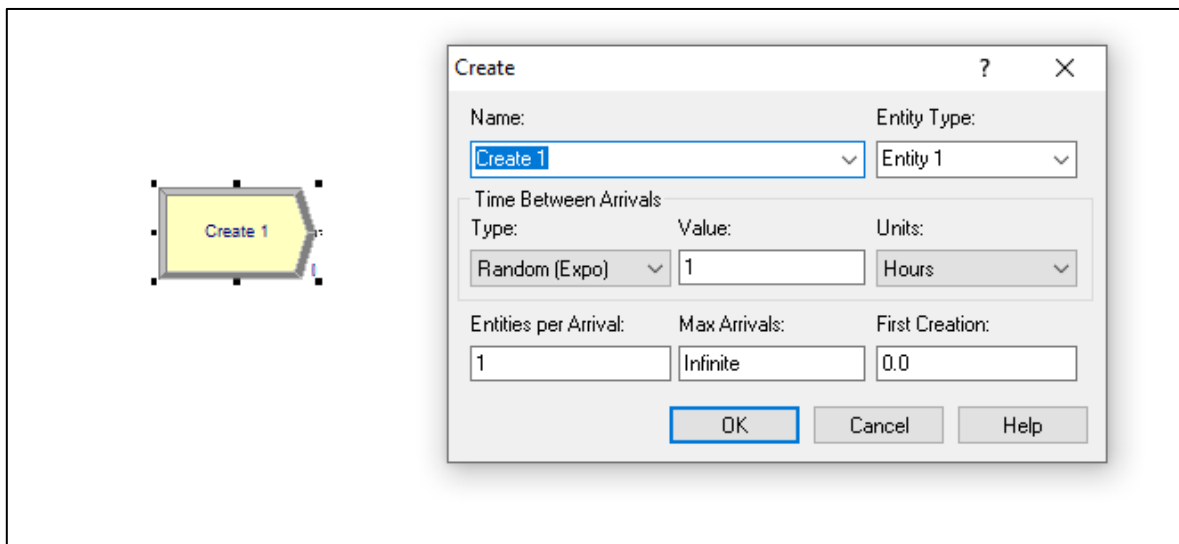 Create
?
Name:
Entity Type:
Create 1
Entity 1
Time Between Arrivals
Type:
Value:
Units:
Random (Expo)
1
Hours
Entities per Arrival:
Max Arrivals:
First Creation:
1
Infinite
0.0
OK
Cancel
Help
Create 1